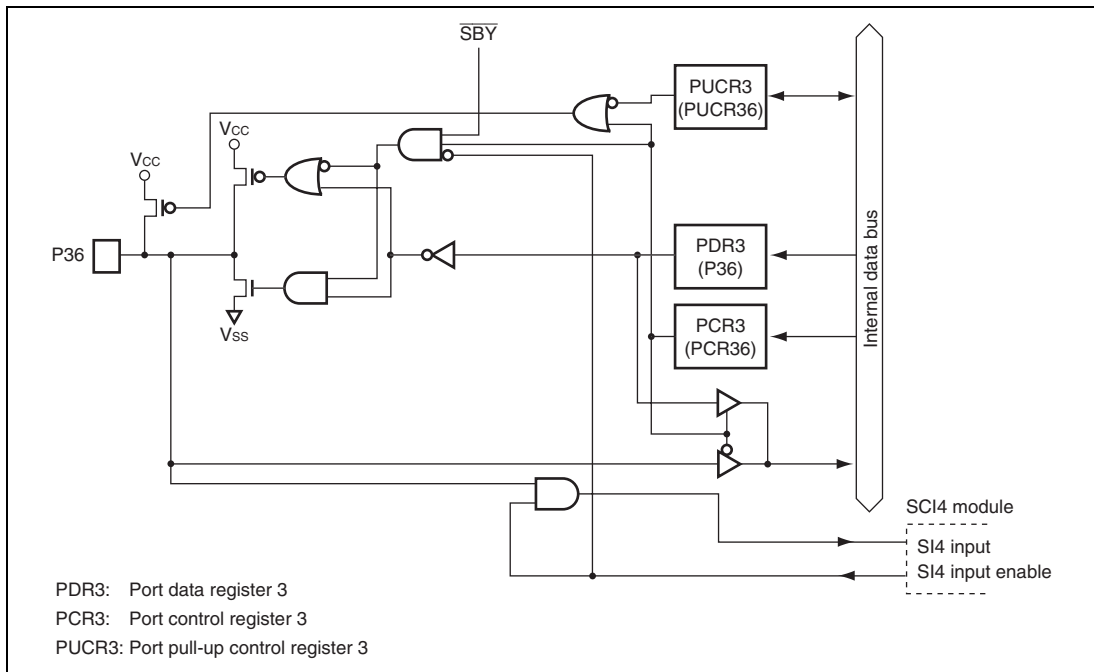 S̅B̅Y̅
PUCR3
(PUCR36)
VCC
VCC
P36
PDR3
(P36)
VSS
PCR3
(PCR36)
Internal data bus
SCI4 module
SI4 input
SI4 input enable
PDR3: Port data register 3
PCR3: Port control register 3
PUCR3: Port pull-up control register 3